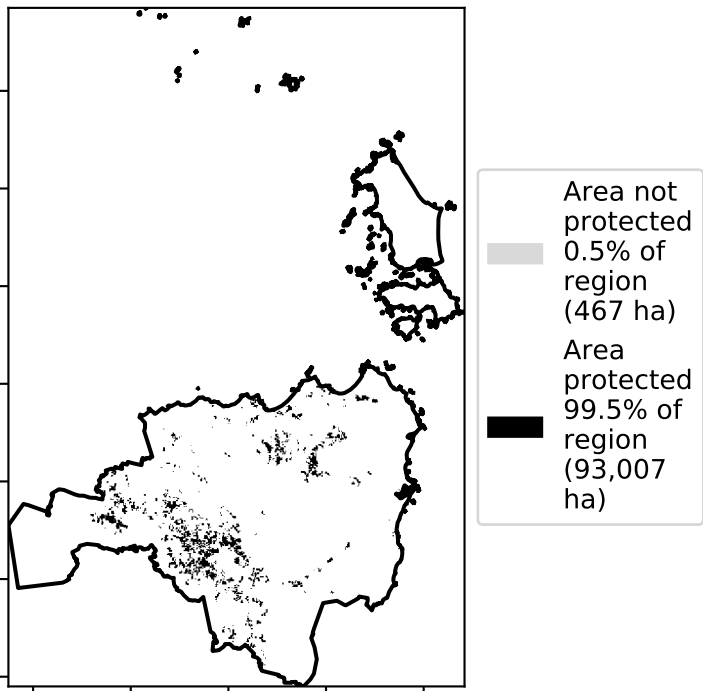 Area not
protected
0.5% of
region
(467 ha)
Area
protected
99.5% of
region
(93,007
ha)